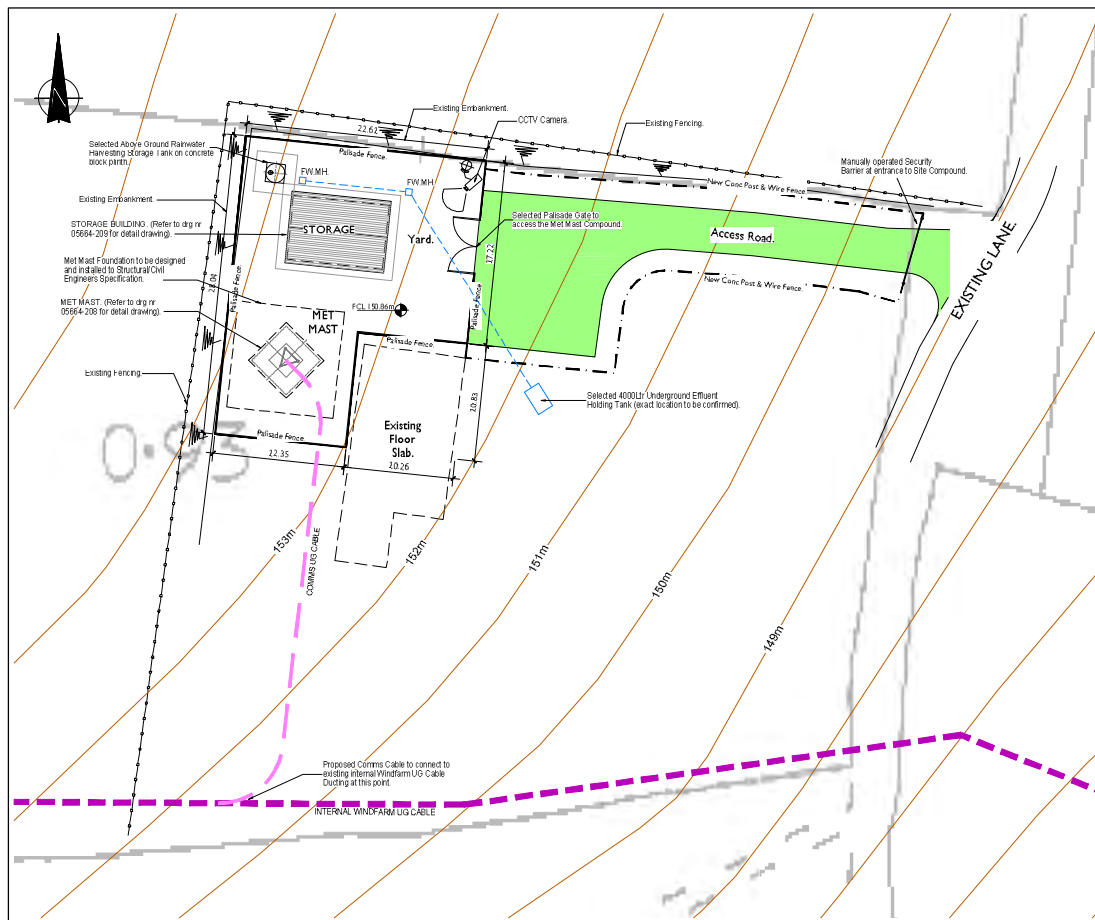 N
Existing Embankment.
22.62
CCTV Camera.
Existing Fencing.
Selected Above Ground Rainwater
Harvesting Storage Tank on concrete
block plinth.
Palisade Fence.
Manually operated Security
Barrier at entrance to Site Compound.
FW.MH.
FW.MH.
New Conc Post & Wire Fence.
Existing Embankment.
STORAGE BUILDING. (Refer to drg nr
05664-209 for detail drawing).
STORAGE
Yard.
Selected Palisade Gate to
access the Met Mast Compound.
Access Road.
EXISTING LANE.
17.22
Met Mast Foundation to be designed
and installed to Structural/Civil
Engineers Specification.
28.04
Palisade Fence.
New Conc Post & Wire Fence.
MET MAST. (Refer to drg nr
05664-208 for detail drawing).
FCL 150.86m
Palisade Fence.
MET
MAST
Palisade Fence.
Existing Fencing.
Selected 4000Ltr Underground Effluent
Holding Tank (exact location to be confirmed).
20.83
Existing
Floor
Slab.
Palisade Fence.
0.93
12.35
10.26
153m
152m
151m
150m
149m
COMMS UG CABLE
Proposed Comms Cable to connect to
existing internal Windfarm UG Cable
Ducting at this point.
INTERNAL WINDFARM UG CABLE